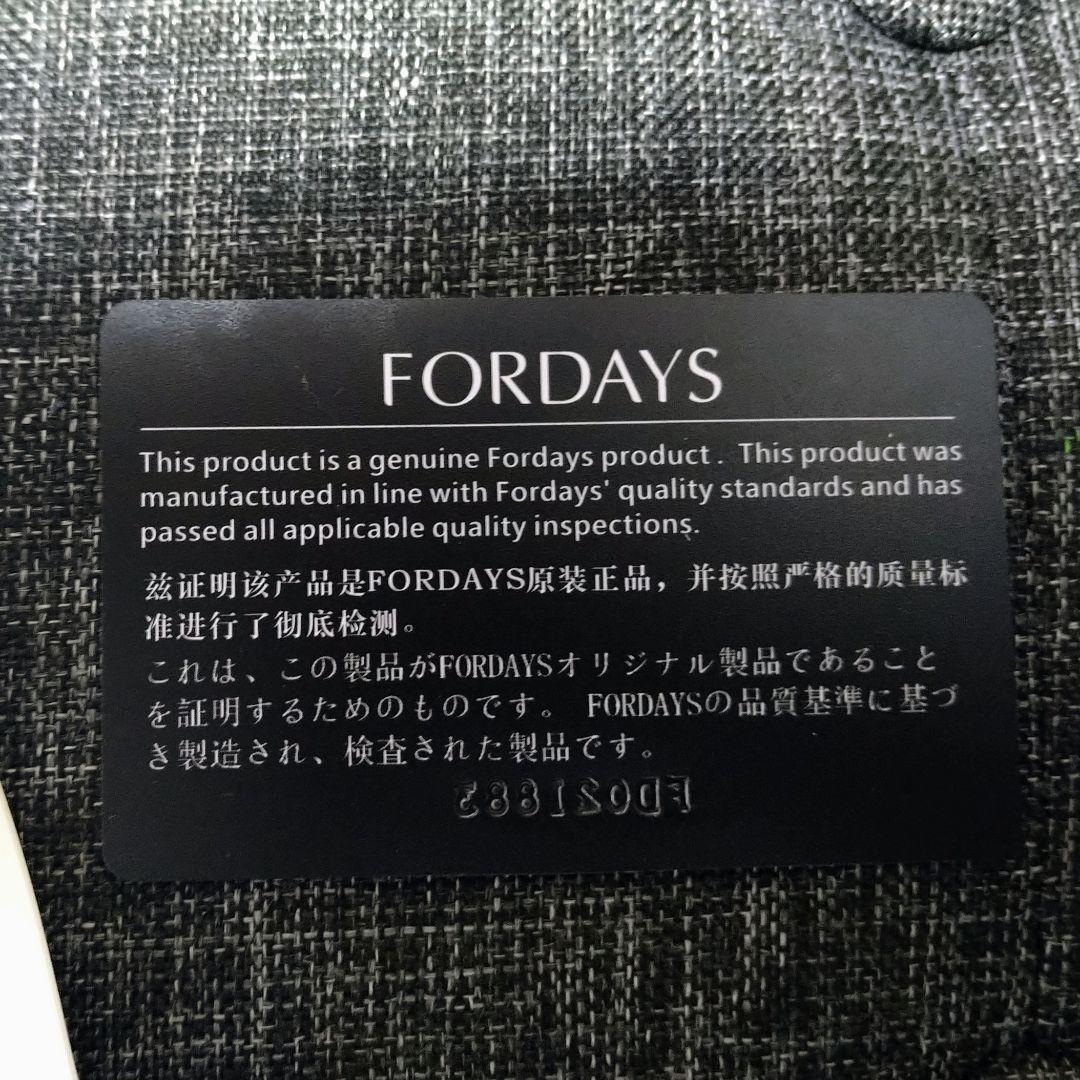 FORDAYS
This product is a genuine Fordays product . This product was
manufactured in line with Fordays' quality standards and has
passed all applicable quality inspections.
兹证明该产品是FORDAYS原装正品，并按照严格的质量标
准进行了彻底检测。
これは、この製品がFORDAYSオリジナル製品であること
を証明するためのものです。 FORDAYSの品質基準に基づ
き製造され、検査された製品です。
FD021883